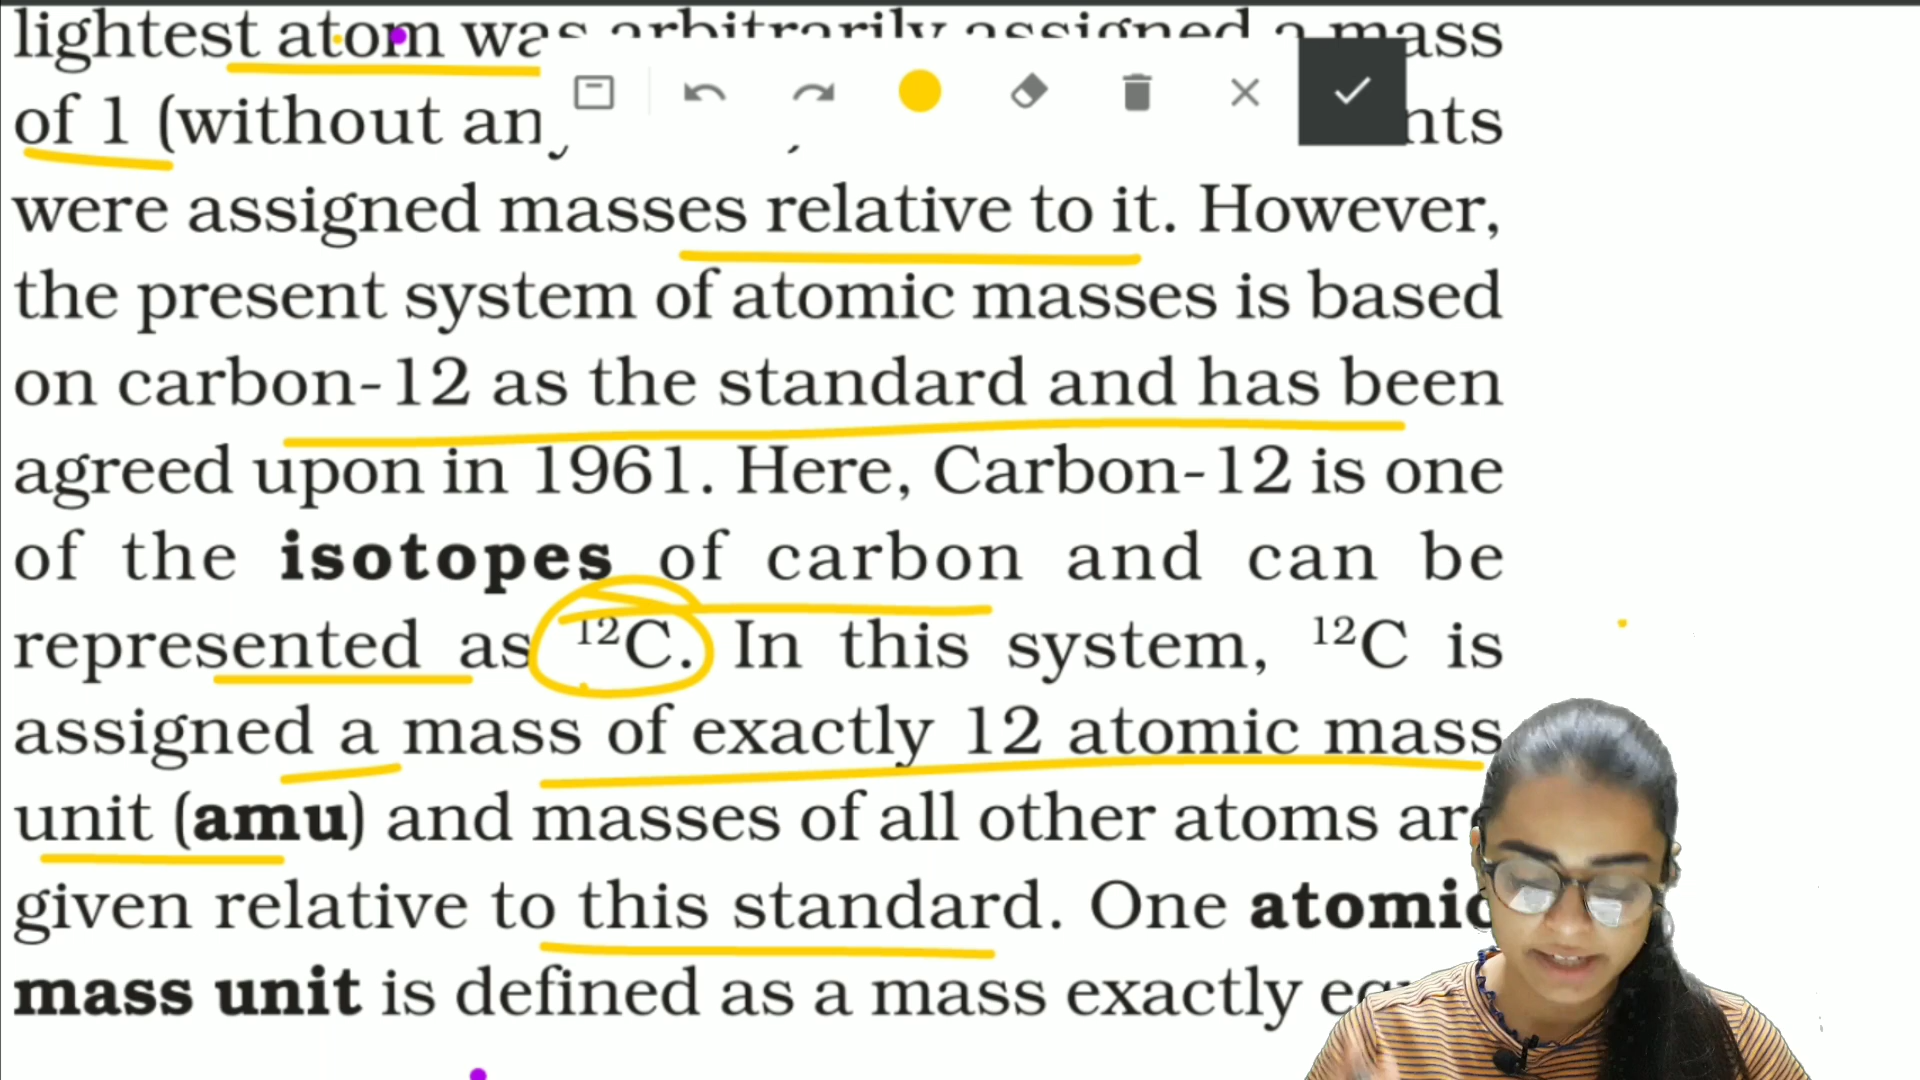 lightest atom was arbitrarily assigned a mass
of 1 (without any nts
were assigned masses relative to it. However,
the present system of atomic masses is based
on carbon-12 as the standard and has been
agreed upon in 1961. Here, Carbon-12 is one
of the isotopes of carbon and can be
represented as ¹²C. In this system, ¹²C is
assigned a mass of exactly 12 atomic mass
unit (amu) and masses of all other atoms are
given relative to this standard. One atomic
mass unit is defined as a mass exactly